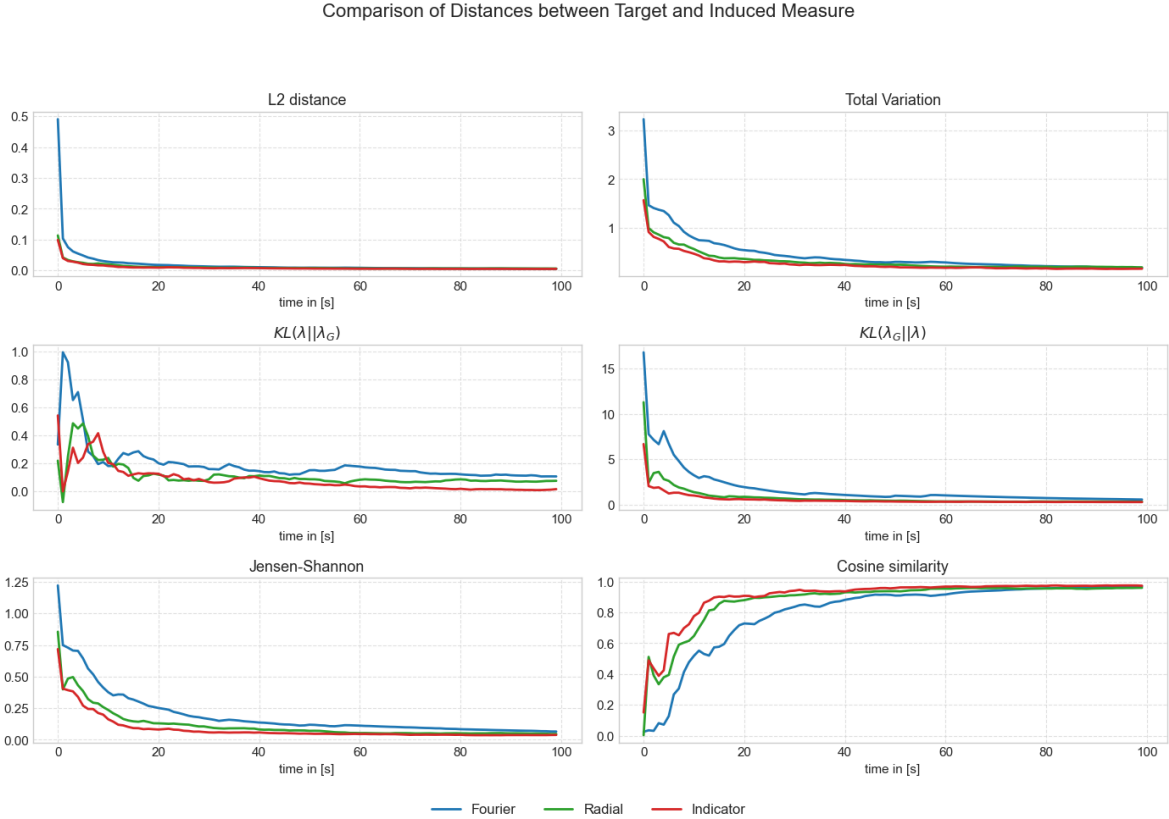 Comparison of Distances between Target and Induced Measure
L2 distance
0.5
0.4
0.3
0.2
0.1
0.0
0 20 40 60 80 100
time in [s]
Total Variation
3
2
1
0 20 40 60 80 100
time in [s]
KL(λ||λ_G)
1.0
0.8
0.6
0.4
0.2
0.0
0 20 40 60 80 100
time in [s]
KL(λ_G||λ)
15
10
5
0
0 20 40 60 80 100
time in [s]
Jensen-Shannon
1.25
1.00
0.75
0.50
0.25
0.00
0 20 40 60 80 100
time in [s]
Cosine similarity
1.0
0.8
0.6
0.4
0.2
0.0
0 20 40 60 80 100
time in [s]
Fourier Radial Indicator